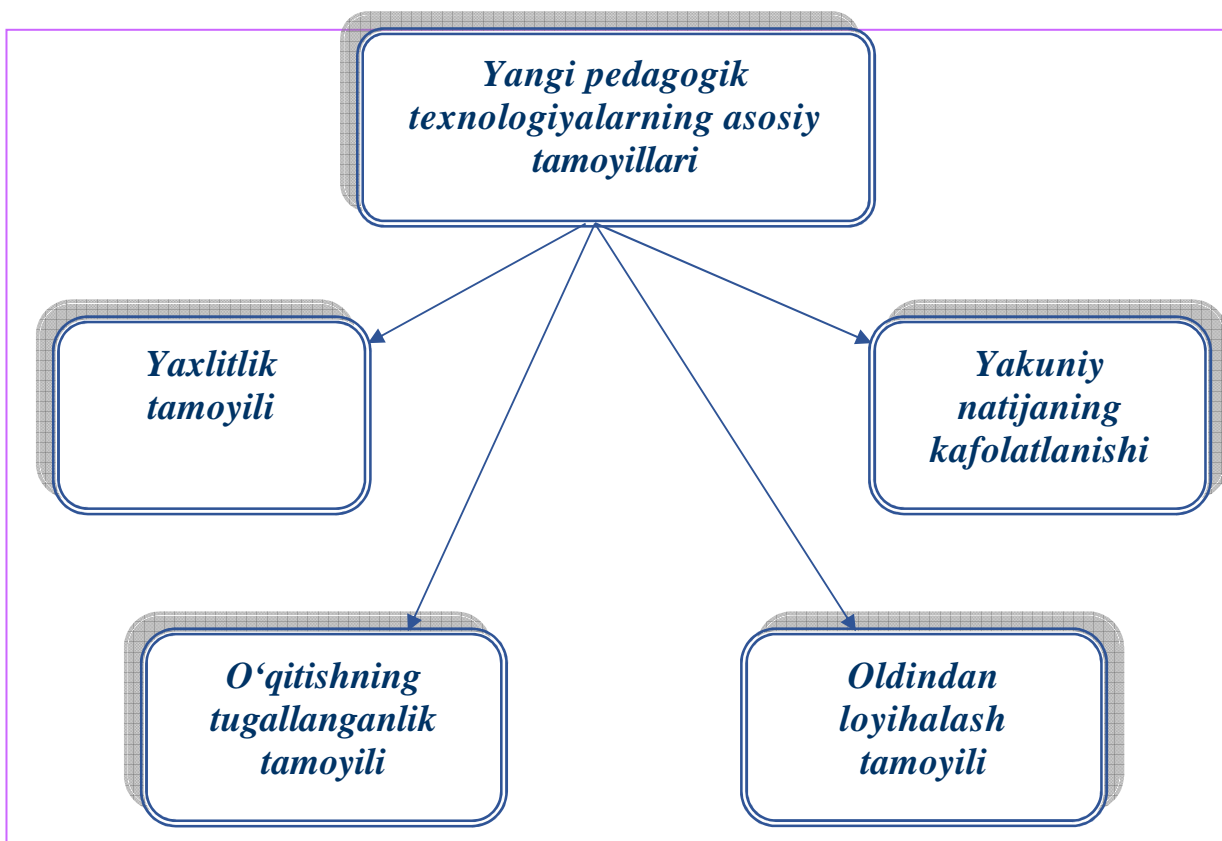 Yangi pedagogik
texnologiyalarning asosiy
tamoyillari
Yaxlitlik
tamoyili
Yakuniy
natijaning
kafolatlanishi
O‘qitishning
tugallanganlik
tamoyili
Oldindan
loyihalash
tamoyili